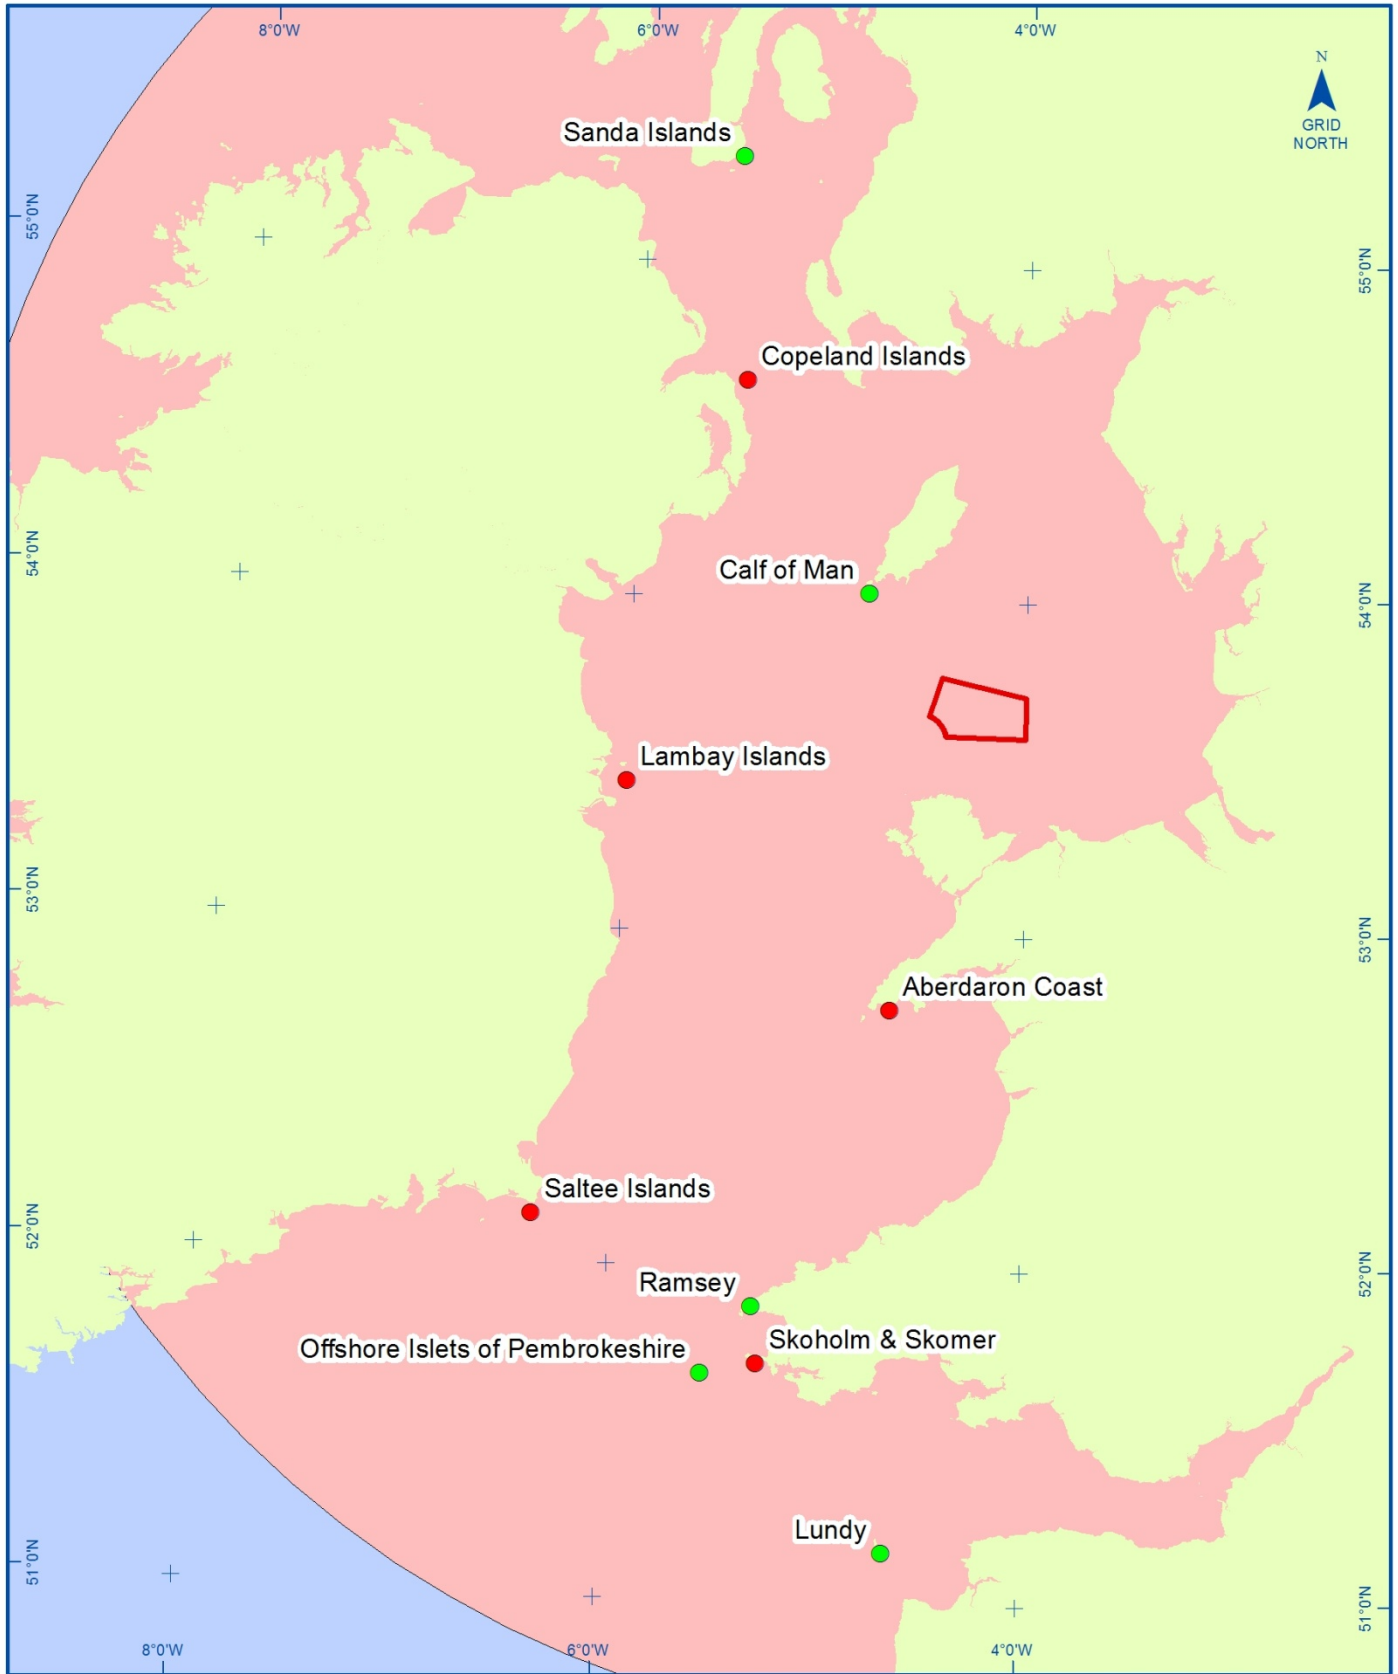 8°0'W
6°0'W
4°0'W
N
GRID
NORTH
Sanda Islands
55°0'N
55°0'N
Copeland Islands
54°0'N
Calf of Man
54°0'N
Lambay Islands
53°0'N
53°0'N
Aberdaron Coast
Saltee Islands
52°0'N
52°0'N
Ramsey
Skoholm & Skomer
Offshore Islets of Pembrokeshire
Lundy
51°0'N
51°0'N
8°0'W
6°0'W
4°0'W